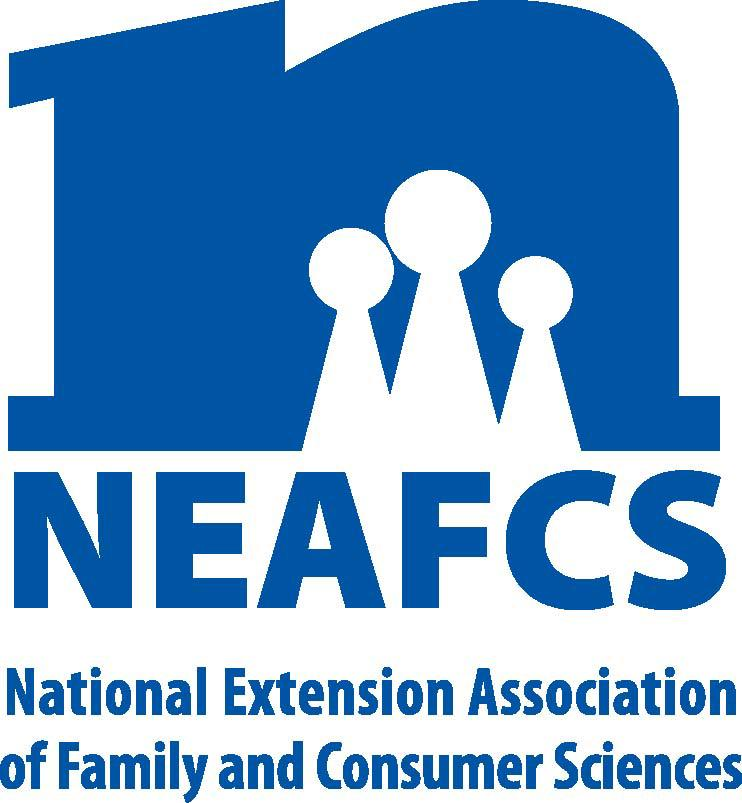 n
NEAFCS
National Extension Association
of Family and Consumer Sciences